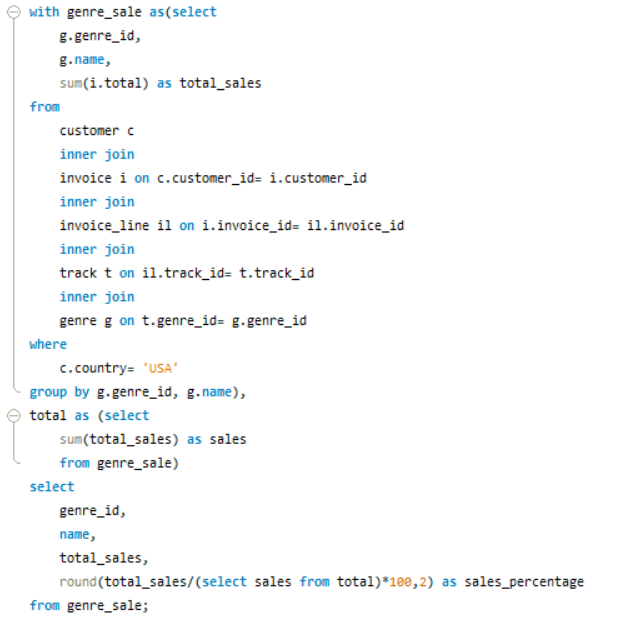 with genre_sale as(select
g.genre_id,
g.name,
sum(i.total) as total_sales
from
customer c
inner join
invoice i on c.customer_id= i.customer_id
inner join
invoice_line il on i.invoice_id= il.invoice_id
inner join
track t on il.track_id= t.track_id
inner join
genre g on t.genre_id= g.genre_id
where
c.country= 'USA'
group by g.genre_id, g.name),
total as (select
sum(total_sales) as sales
from genre_sale)
select
genre_id,
name,
total_sales,
round(total_sales/(select sales from total)*100,2) as sales_percentage
from genre_sale;